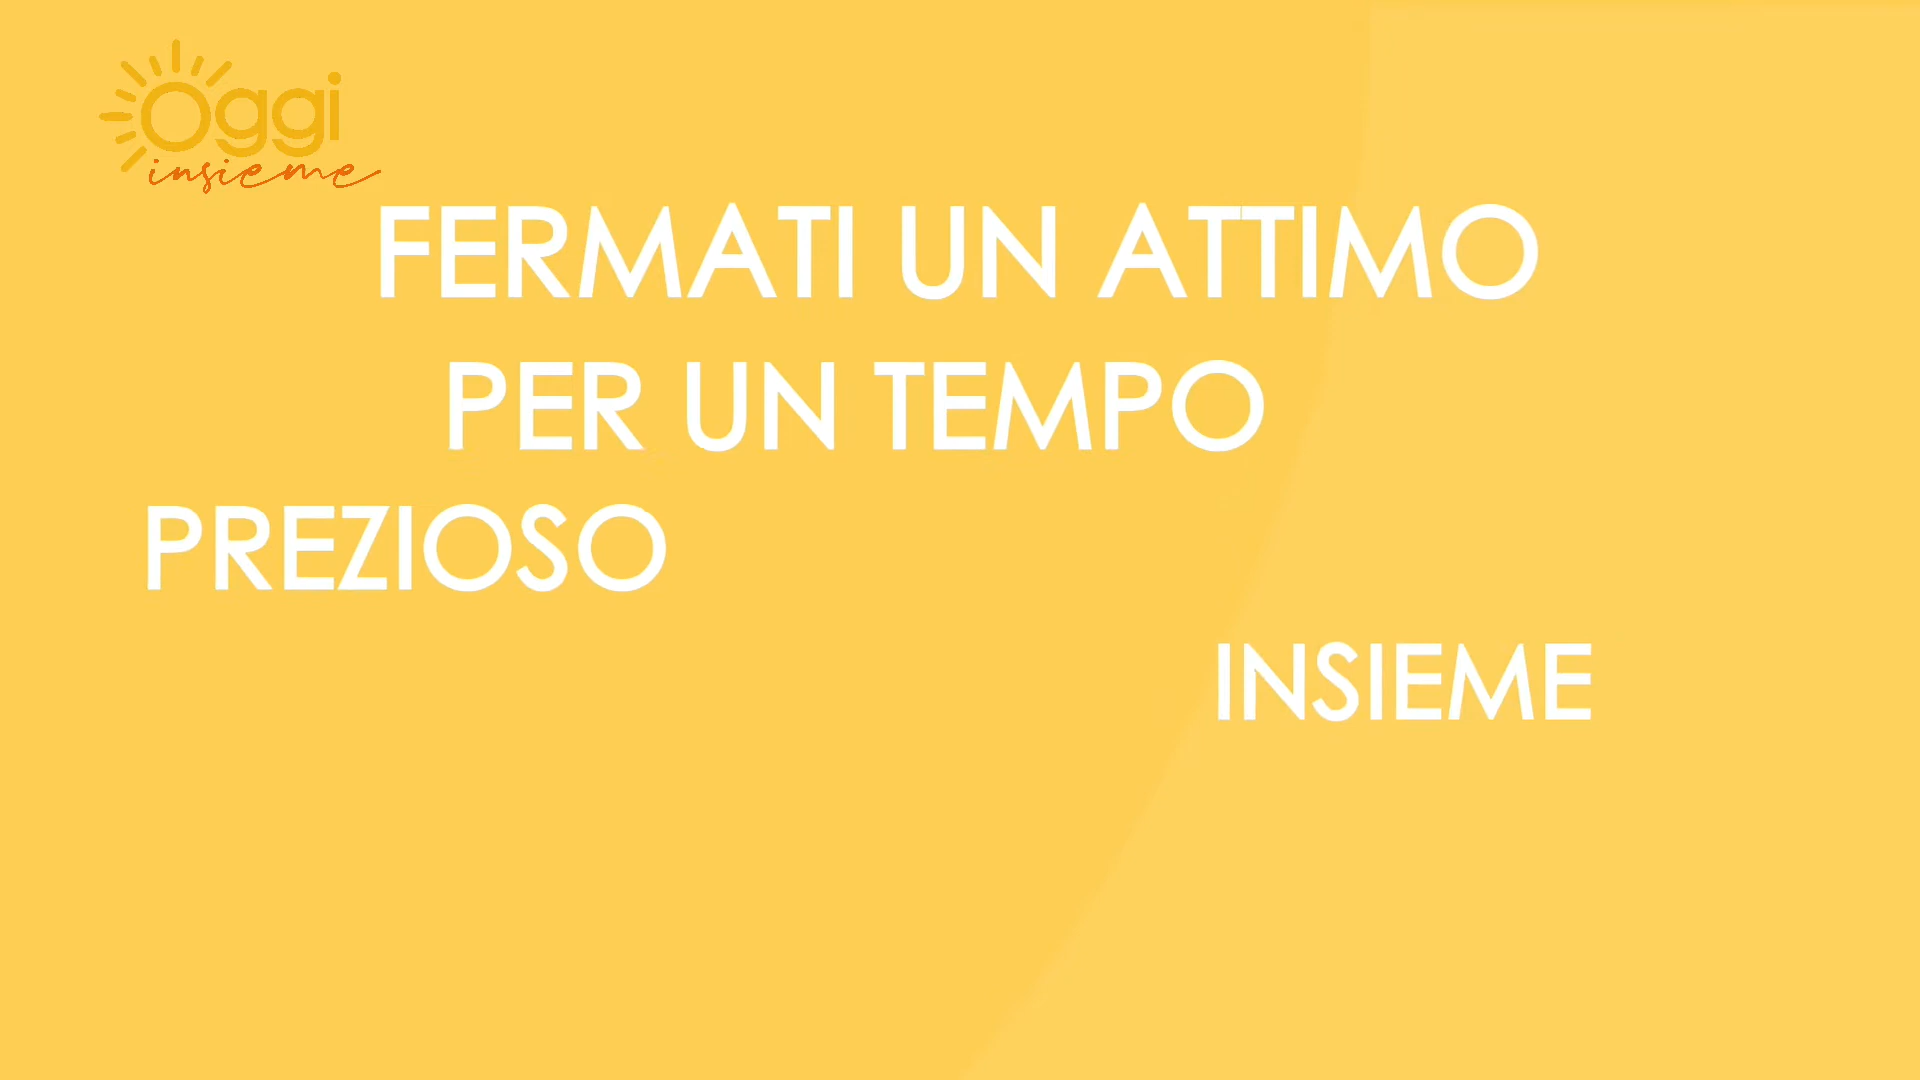 Oggi
insieme
FERMATI UN ATTIMO
PER UN TEMPO
PREZIOSO
INSIEME